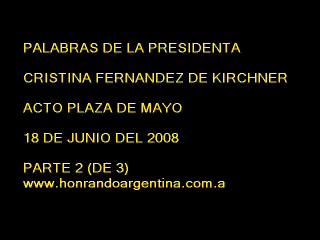 PALABRAS DE LA PRESIDENTA
CRISTINA FERNANDEZ DE KIRCHNER
ACTO PLAZA DE MAYO
18 DE JUNIO DEL 2008
PARTE 2 (DE 3)
www.honrandoargentina.com.a